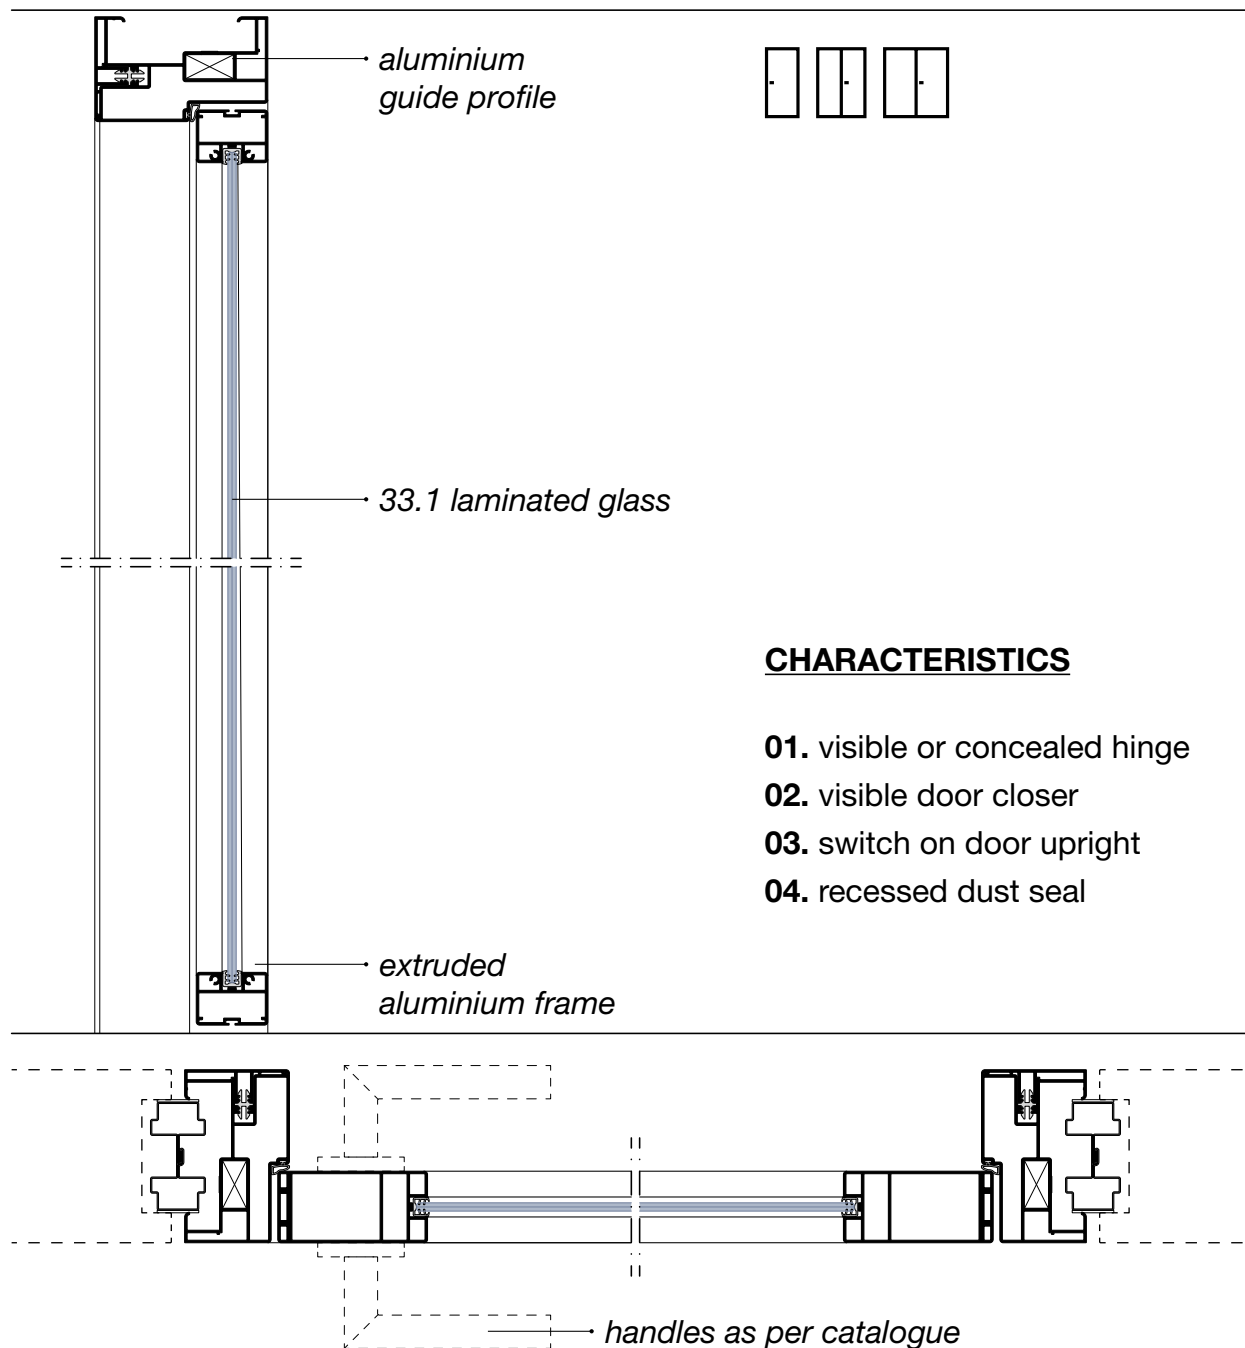 aluminium
guide profile
33.1 laminated glass
CHARACTERISTICS
01. visible or concealed hinge
02. visible door closer
03. switch on door upright
04. recessed dust seal
extruded
aluminium frame
handles as per catalogue